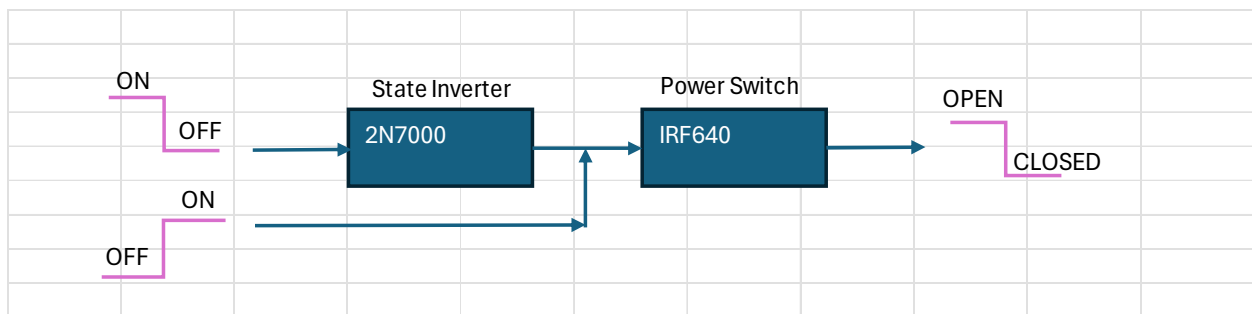 ON
OFF
State Inverter
2N7000
Power Switch
IRF640
OPEN
CLOSED
ON
OFF